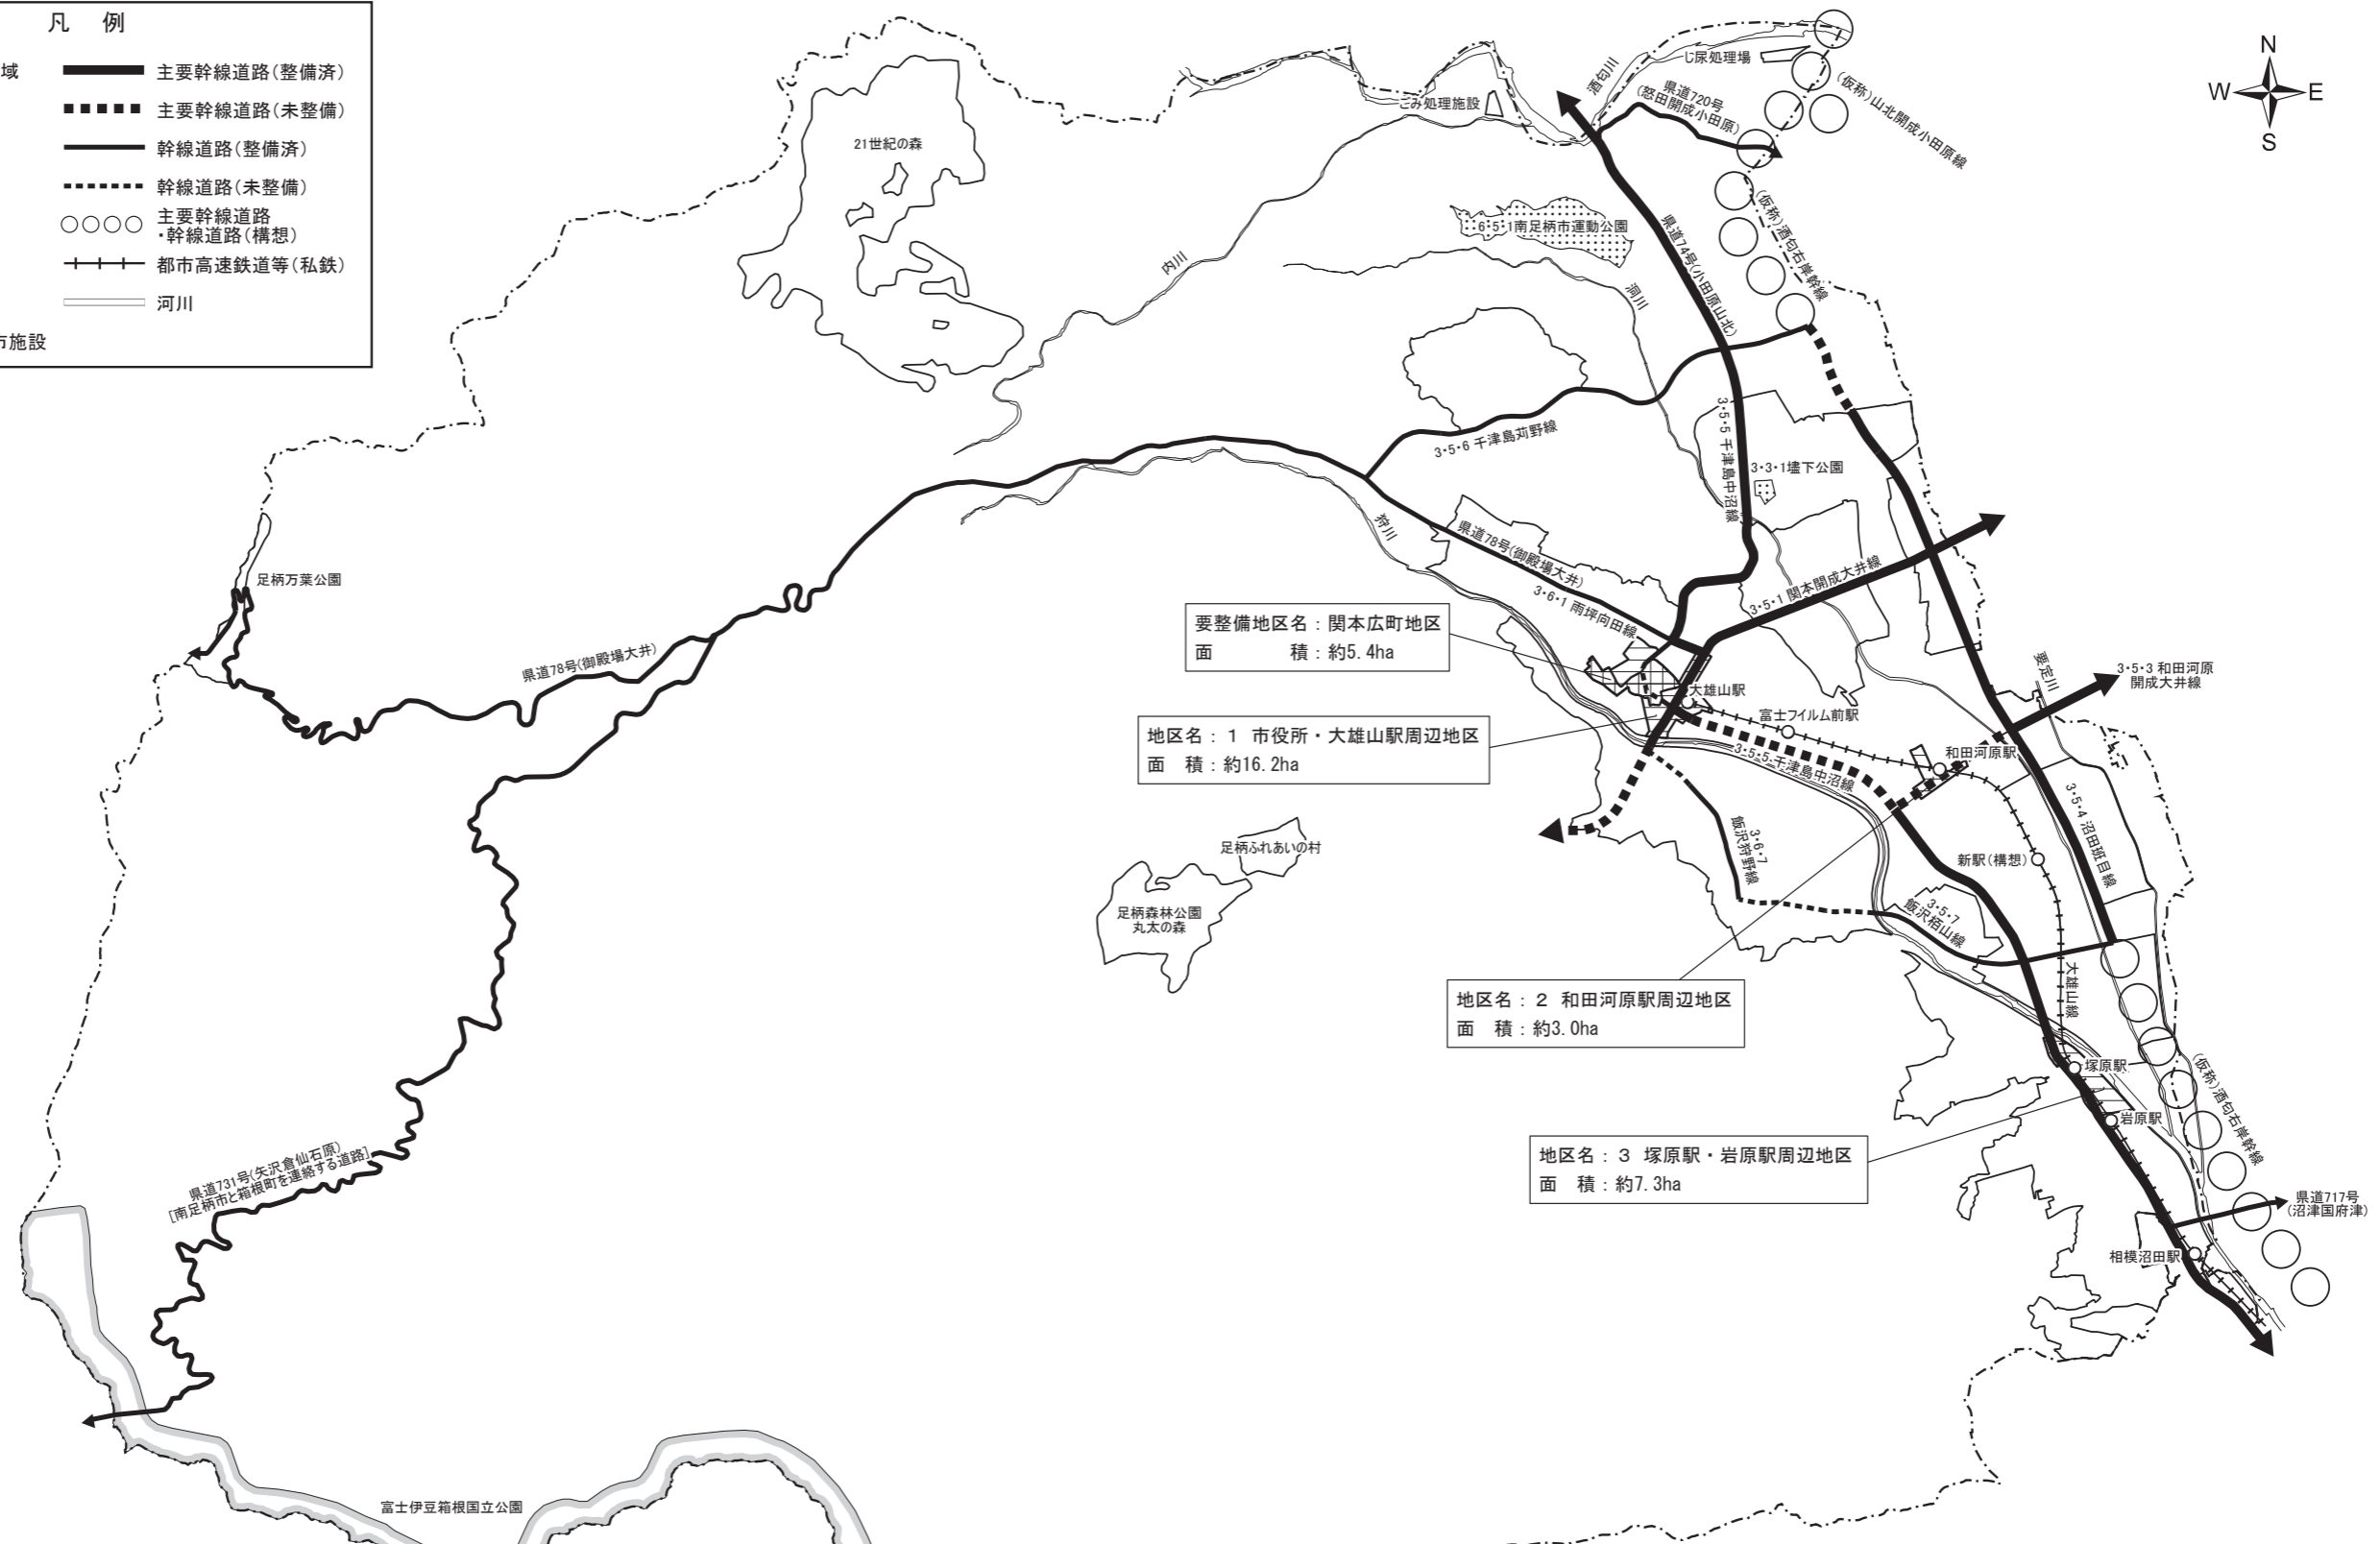 凡 例
域
主要幹線道路(整備済)
主要幹線道路(未整備)
幹線道路(整備済)
幹線道路(未整備)
主要幹線道路
・幹線道路(構想)
都市高速鉄道等(私鉄)
河川
市施設
N
W
E
S
酒匂川
し尿処理場
県道720号
(怒田開成小田原)
(仮称)山北開成小田原線
ごみ処理施設
21世紀の森
(仮称)酒匂右岸幹線
6・5・1南足柄市運動公園
県道74号(小田原山北)
内川
洞川
3・5・6 千津島苅野線
3・5・5 千津島中沼線
3・3・1塙下公園
狩川
県道78号(御殿場大井)
3・6・1 雨坪向田線
3・5・1 関本開成大井線
足柄万葉公園
県道78号(御殿場大井)
要整備地区名：関本広町地区
面 積：約5.4ha
要定川
3・5・3 和田河原
開成大井線
大雄山駅
富士フイルム前駅
地区名：1 市役所・大雄山駅周辺地区
面 積：約16.2ha
3・5・5 千津島中沼線
和田河原駅
3・5・4 沼田班目線
3・6・7
飯沢狩野線
足柄ふれあいの村
新駅(構想)
足柄森林公園
丸太の森
3・5・7
飯沢栢山線
大雄山線
地区名：2 和田河原駅周辺地区
面 積：約3.0ha
塚原駅
(仮称)酒匂右岸幹線
岩原駅
地区名：3 塚原駅・岩原駅周辺地区
面 積：約7.3ha
県道731号(矢沢倉仙石原)
[南足柄市と箱根町を連絡する道路]
県道717号
(沼津国府津)
相模沼田駅
富士伊豆箱根国立公園